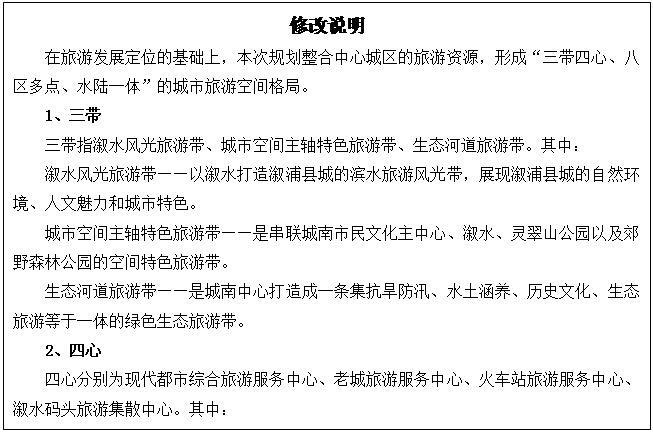 修改说明
在旅游发展定位的基础上，本次规划整合中心城区的旅游资源，形成“三带四心、八
区多点、水陆一体”的城市旅游空间格局。
1、三带
三带指溆水风光旅游带、城市空间主轴特色旅游带、生态河道旅游带。其中：
溆水风光旅游带——以溆水打造溆浦县城的滨水旅游风光带，展现溆浦县城的自然环
境、人文魅力和城市特色。
城市空间主轴特色旅游带——是串联城南市民文化主中心、溆水、灵翠山公园以及郊
野森林公园的空间特色旅游带。
生态河道旅游带——是城南中心打造成一条集抗旱防汛、水土涵养、历史文化、生态
旅游等于一体的绿色生态旅游带。
2、四心
四心分别为现代都市综合旅游服务中心、老城旅游服务中心、火车站旅游服务中心、
溆水码头旅游集散中心。其中：